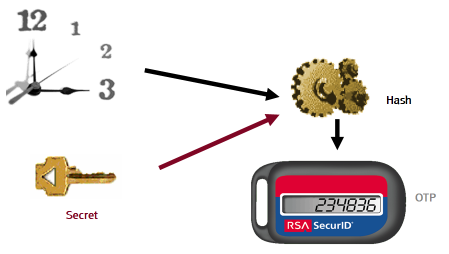 12
1
2
3
Hash
Secret
234836
OTP
RSA SecurID®